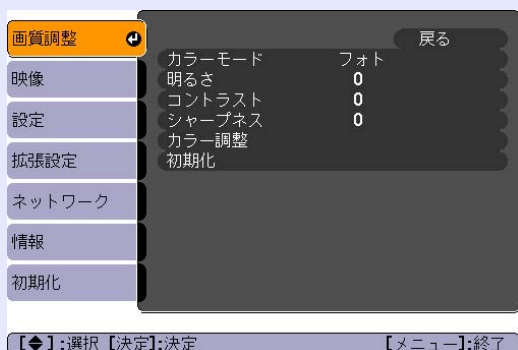 画質調整
映像
設定
拡張設定
ネットワーク
情報
初期化
戻る
カラーモード フォト
明るさ 0
コントラスト 0
シャープネス 0
カラー調整
初期化
【◆】:選択【決定】:決定 【メニュー】:終了